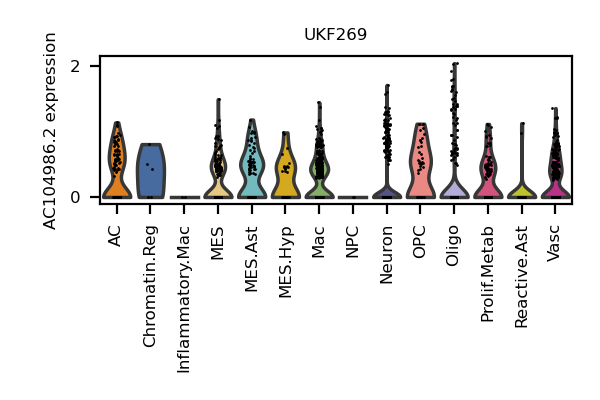 UKF269
AC104986.2 expression
2
0
AC
Chromatin.Reg
Inflammatory.Mac
MES
MES.Ast
MES.Hyp
Mac
NPC
Neuron
OPC
Oligo
Prolif.Metab
Reactive.Ast
Vasc